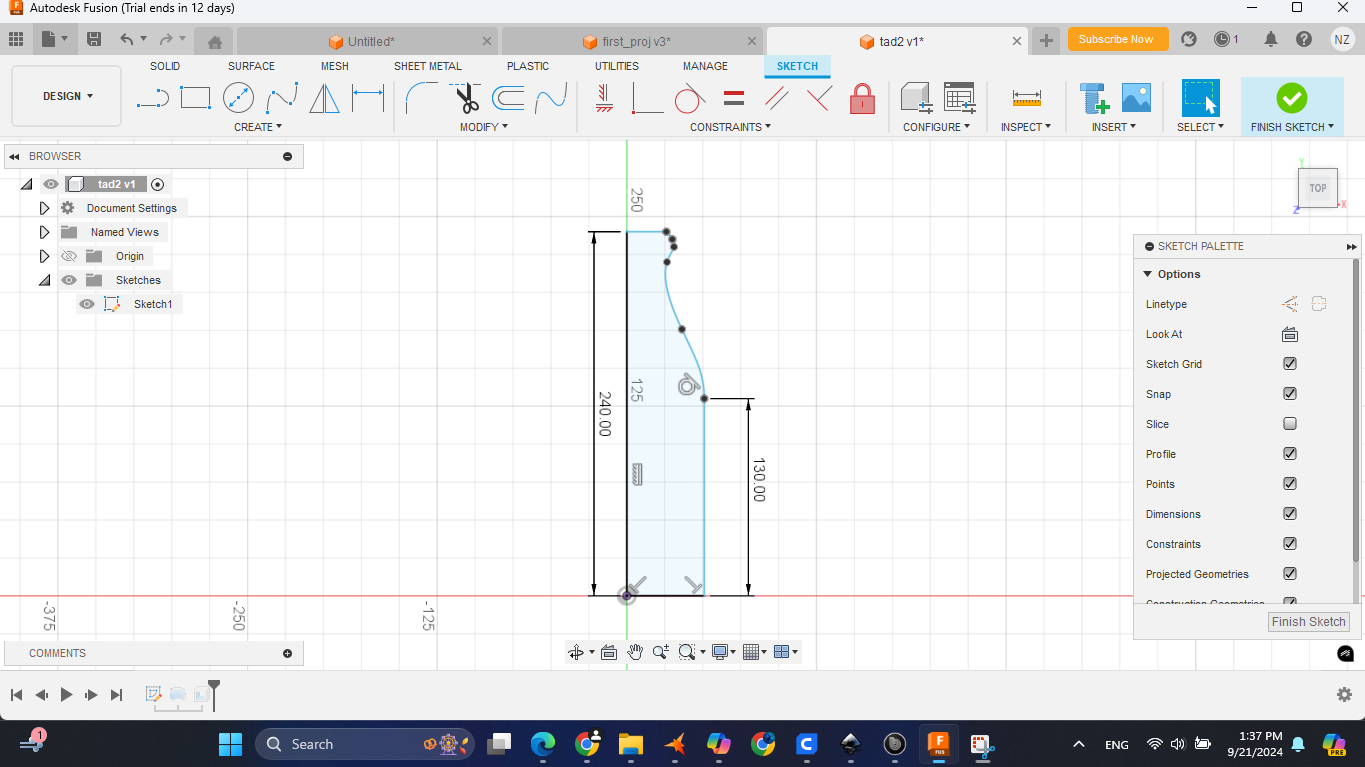 Autodesk Fusion (Trial ends in 12 days)
Untitled*
first_proj v3*
tad2 v1*
Subscribe Now
1
NZ
SOLID
SURFACE
MESH
SHEET METAL
PLASTIC
UTILITIES
MANAGE
SKETCH
DESIGN
CREATE
MODIFY
CONSTRAINTS
CONFIGURE
INSPECT
INSERT
SELECT
FINISH SKETCH
BROWSER
tad2 v1
Document Settings
Named Views
Origin
Sketches
Sketch1
250
125
240.00
130.00
-375
-250
-125
Y
TOP
X
Z
SKETCH PALETTE
Options
Linetype
Look At
Sketch Grid
Snap
Slice
Profile
Points
Dimensions
Constraints
Projected Geometries
Construction Geometries
Finish Sketch
COMMENTS
1
Search
ENG
1:37 PM
9/21/2024
PRE